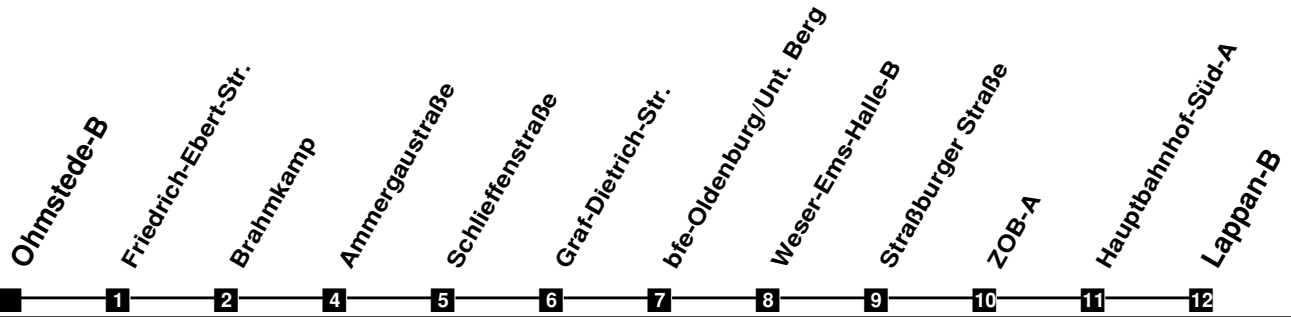 Ohmstede-B
Friedrich-Ebert-Str.
Brahmkamp
Ammergaustraße
Schlieffenstraße
Graf-Dietrich-Str.
bfe-Oldenburg/Unt. Berg
Weser-Ems-Halle-B
Straßburger Straße
ZOB-A
Hauptbahnhof-Süd-A
Lappan-B
1 2 4 5 6 7 8 9 10 11 12